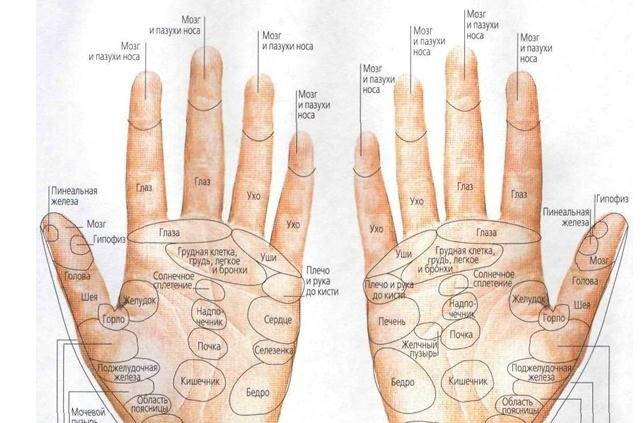 Мозг
и пазухи носа
Мозг
и пазухи носа
Мозг
и пазухи носа
Мозг
и пазухи
носа
Глаз
Глаз
Ухо
Ухо
Пинеальная
железа
Мозг
Гипофиз
Голова
Шея
Глаза
Грудная клетка,
грудь, легкое
и бронхи
Уши
Солнечное
сплетение
Плечо
и рука
до кисти
Желудок
Горло
Надпо-
чечник
Сердце
Почка
Селезенка
Поджелудочная
железа
Кишечник
Бедро
Область
поясницы
Мочевой
пузырь
Мозг
и пазухи
носа
Мозг
и пазухи
носа
Мозг
и пазухи
носа
Мозг
и пазухи
носа
Ухо
Ухо
Глаз
Глаз
Гипофиз
Пинеальная
железа
Мозг
Голова
Шея
Глаза
Уши
Грудная клетка,
грудь, легкое
и бронхи
Плечо и рука
до кисти
Солнечное
сплетение
Желудок
Горло
Надпо-
чечник
Печень
Желчный
пузырь
Почка
Поджелудочная
железа
Бедро
Кишечник
Область
поясницы